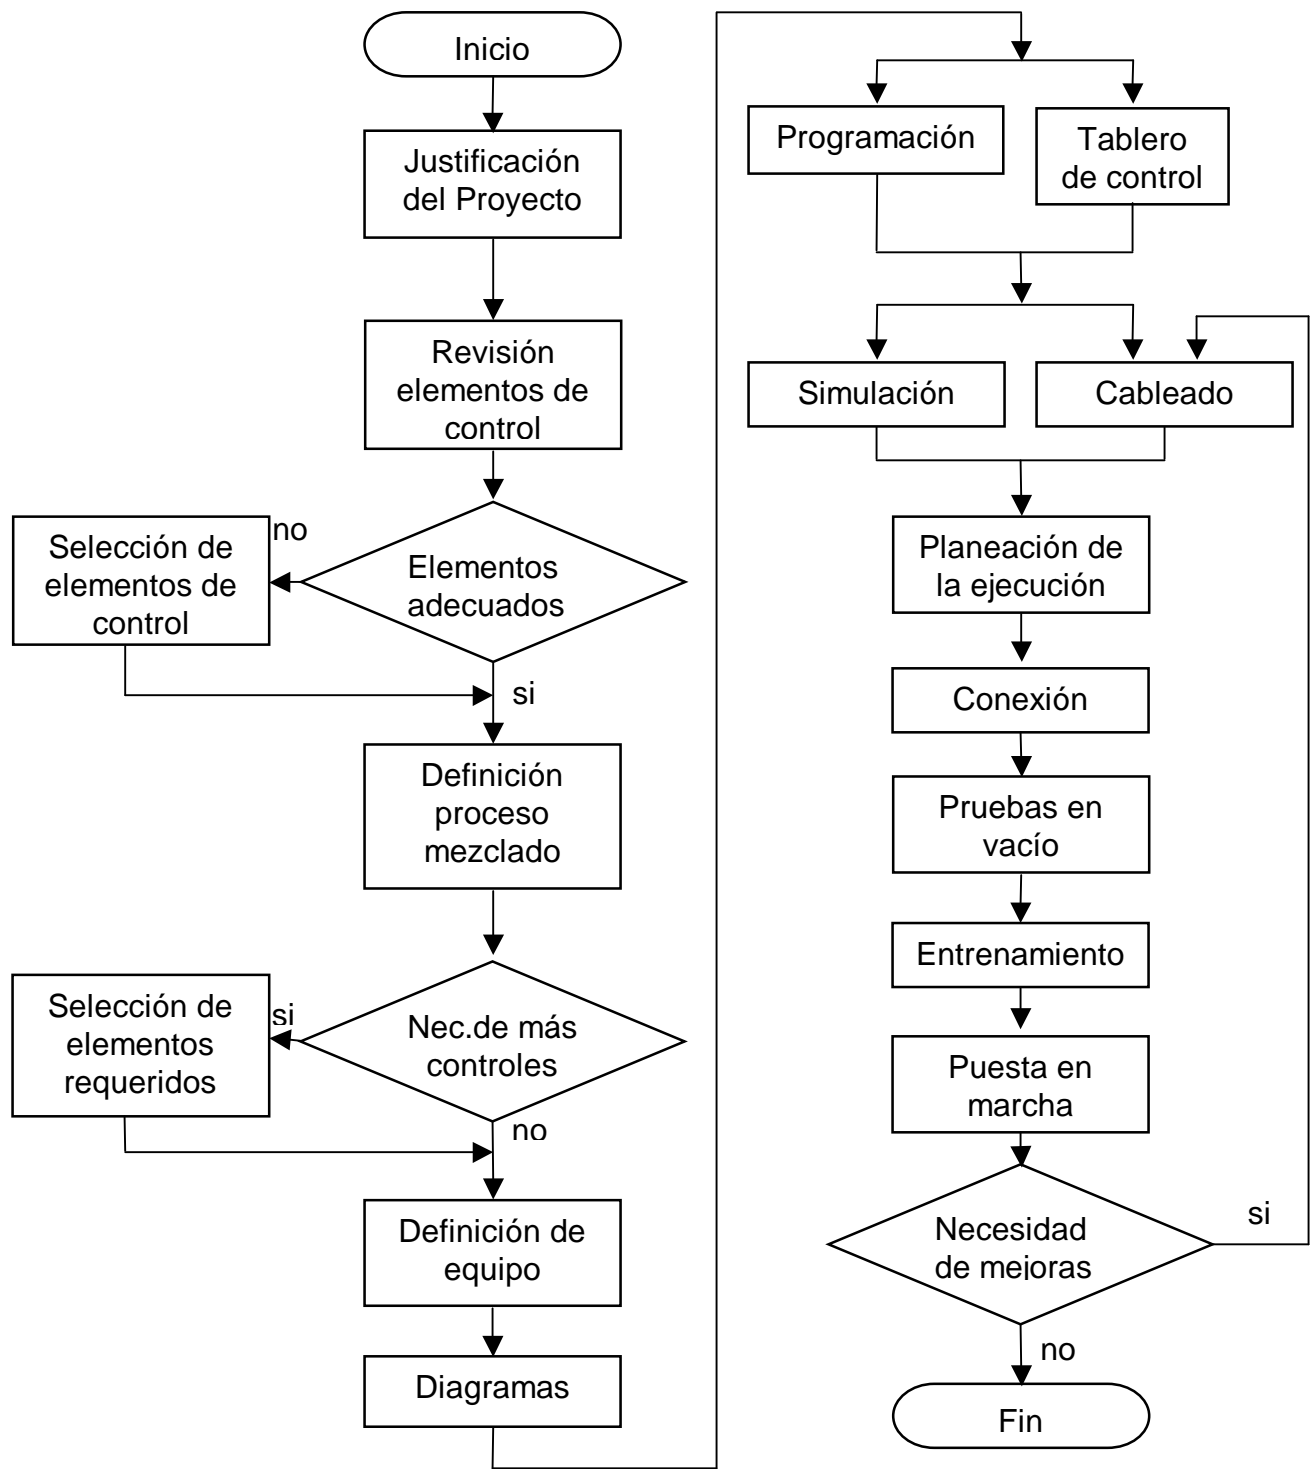 Inicio
Justificación
del Proyecto
Revisión
elementos de
control
no
Selección de
elementos de
control
Elementos
adecuados
si
Definición
proceso
mezclado
Selección de
elementos
requeridos
si
Nec.de más
controles
no
Definición de
equipo
Diagramas
Programación
Tablero
de control
Simulación
Cableado
Planeación de
la ejecución
Conexión
Pruebas en
vacío
Entrenamiento
Puesta en
marcha
Necesidad
de mejoras
si
no
Fin